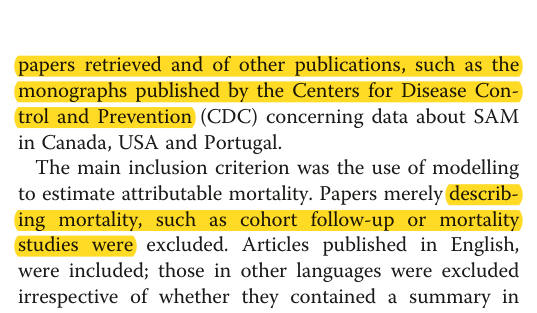 papers retrieved and of other publications, such as the
monographs published by the Centers for Disease Con-
trol and Prevention (CDC) concerning data about SAM
in Canada, USA and Portugal.
The main inclusion criterion was the use of modelling
to estimate attributable mortality. Papers merely describ-
ing mortality, such as cohort follow-up or mortality
studies were excluded. Articles published in English,
were included; those in other languages were excluded
irrespective of whether they contained a summary in